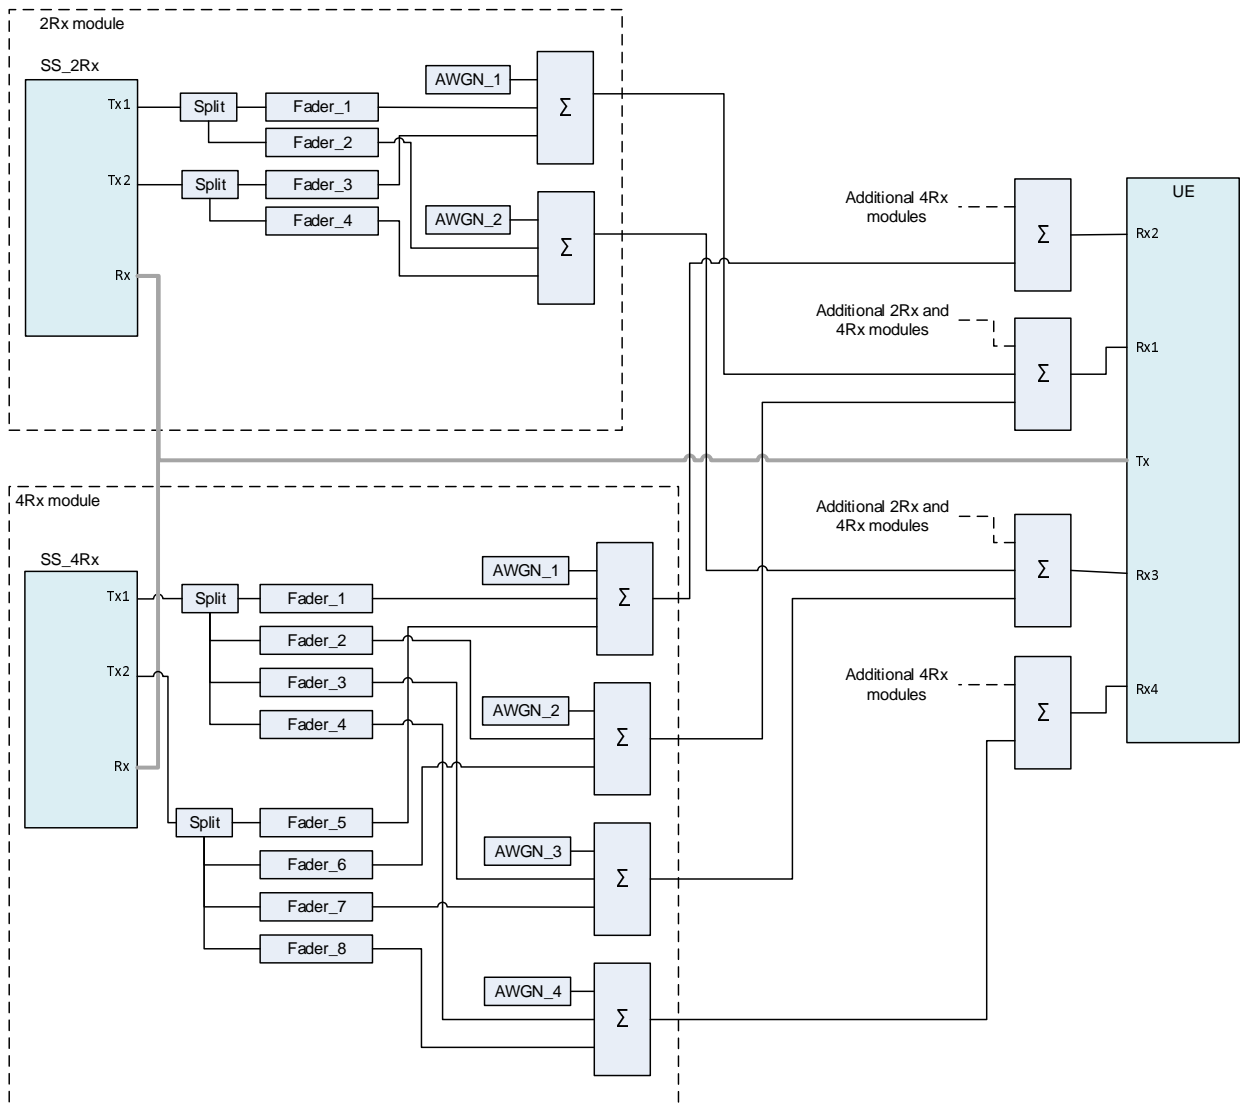 2Rx module
SS_2Rx
Tx1
Tx2
Rx
Split
Split
Fader_1
Fader_2
Fader_3
Fader_4
AWGN_1
Σ
AWGN_2
Σ
4Rx module
SS_4Rx
Tx1
Tx2
Rx
Split
Fader_1
Fader_2
Fader_3
Fader_4
Split
Fader_5
Fader_6
Fader_7
Fader_8
AWGN_1
Σ
AWGN_2
Σ
AWGN_3
Σ
AWGN_4
Σ
Additional 4Rx
modules
Σ
Additional 2Rx and
4Rx modules
Σ
Additional 2Rx and
4Rx modules
Σ
Additional 4Rx
modules
Σ
UE
Rx2
Rx1
Tx
Rx3
Rx4